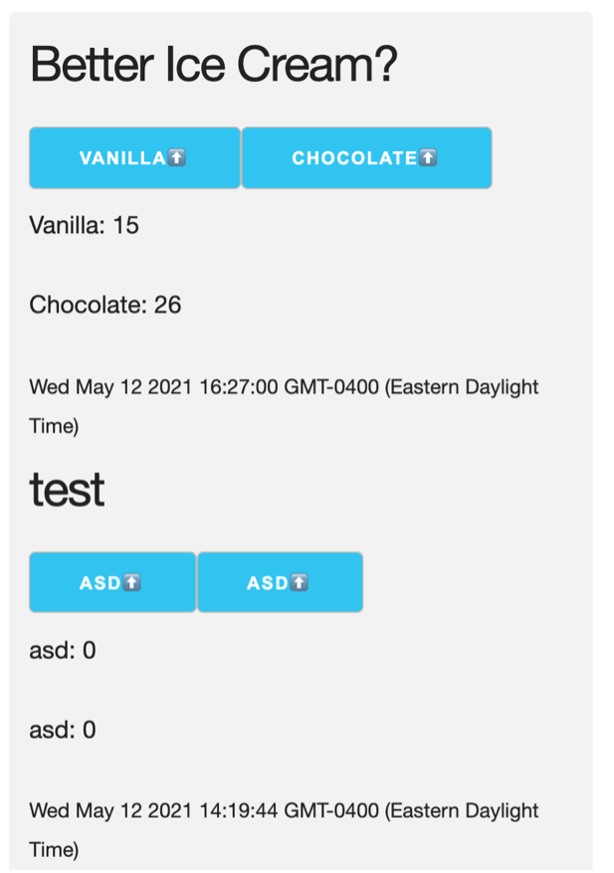 Better Ice Cream?
VANILLA⬆️ CHOCOLATE⬆️
Vanilla: 15
Chocolate: 26
Wed May 12 2021 16:27:00 GMT-0400 (Eastern Daylight
Time)
test
ASD⬆️ ASD⬆️
asd: 0
asd: 0
Wed May 12 2021 14:19:44 GMT-0400 (Eastern Daylight
Time)